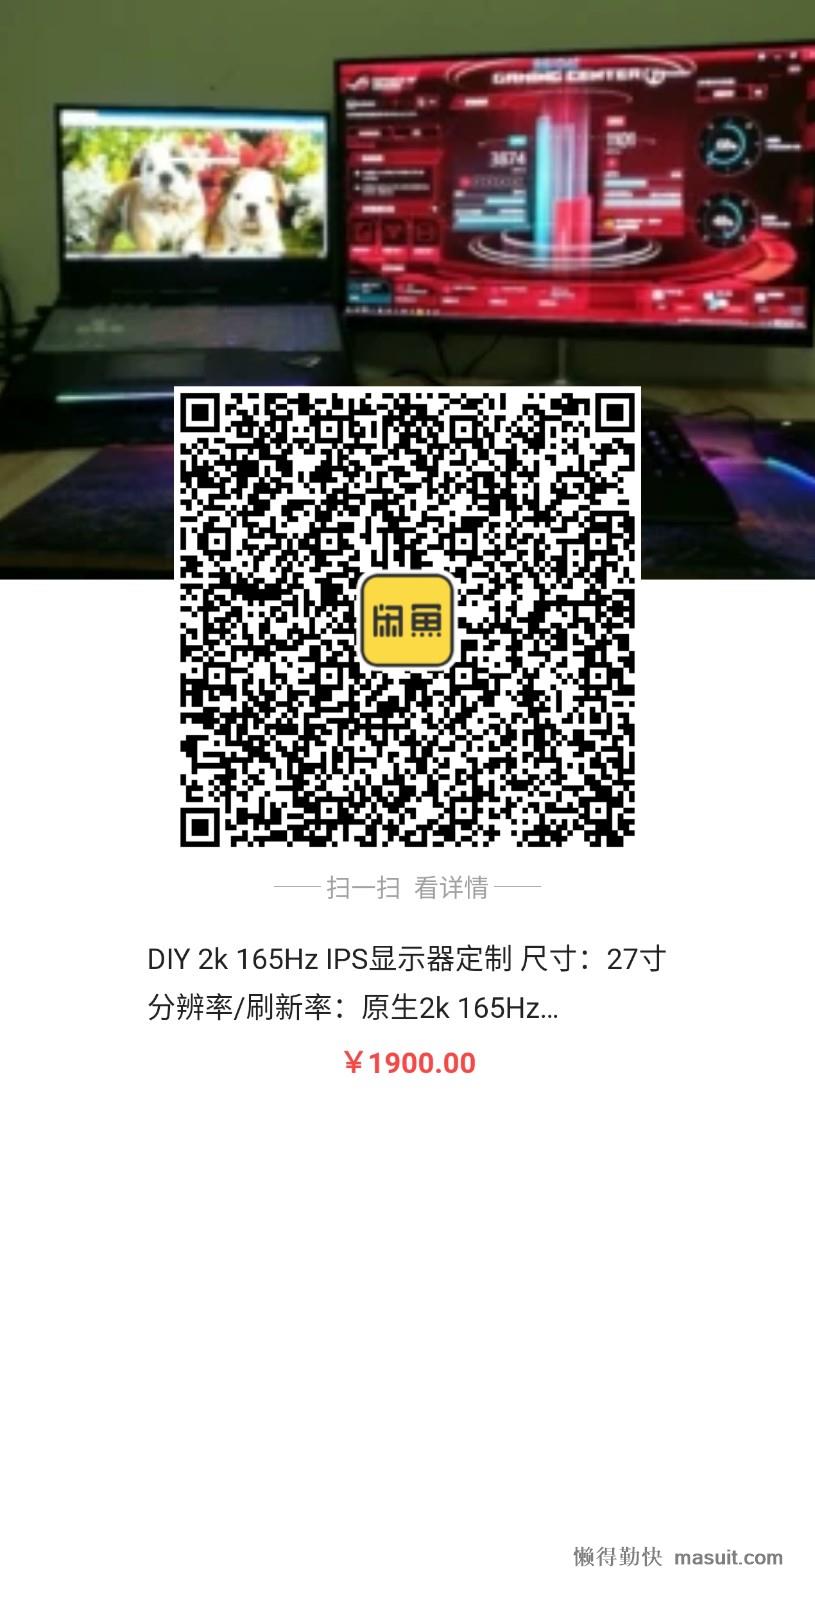 GAMING CENTER
3874
1901
闲鱼
扫一扫 看详情
DIY 2k 165Hz IPS显示器定制 尺寸：27寸
分辨率/刷新率：原生2k 165Hz...
￥1900.00
懒得勤快 masuit.com